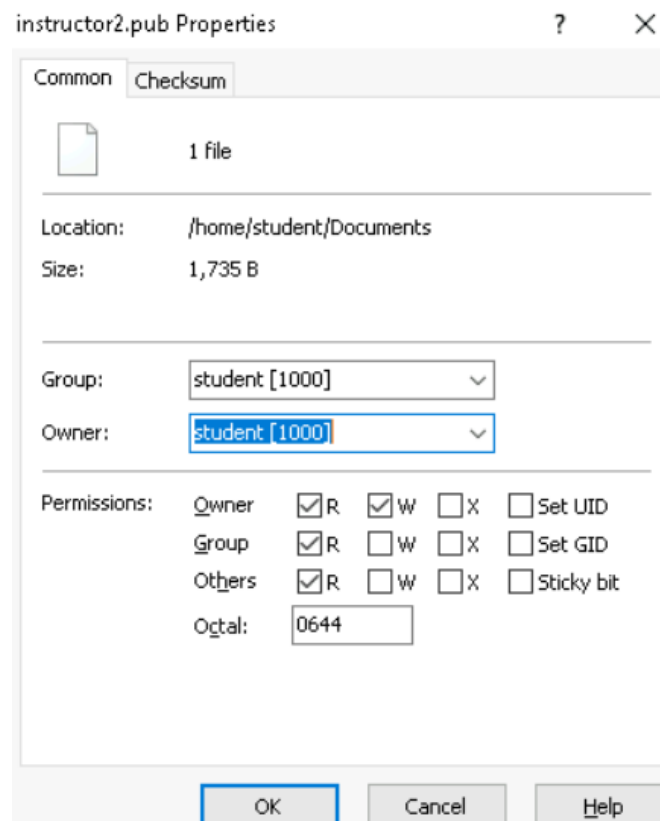 instructor2.pub Properties ? X
Common Checksum
1 file
Location: /home/student/Documents
Size: 1,735 B
Group: student [1000]
Owner: student [1000]
Permissions: Owner R W X Set UID
Group R W X Set GID
Others R W X Sticky bit
Octal: 0644
OK Cancel Help